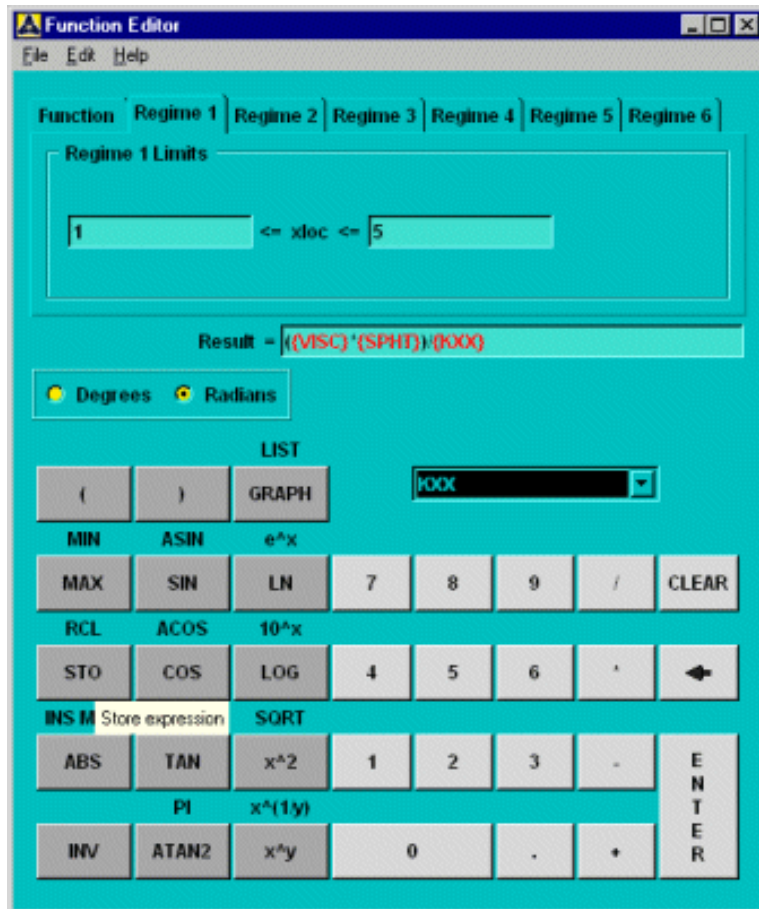 Function Editor
File Edit Help
Function Regime 1 Regime 2 Regime 3 Regime 4 Regime 5 Regime 6
Regime 1 Limits
1 <= xloc <= 5
Result = ({VISC}*{SPHT})/{KXX}
Degrees Radians
LIST
( ) GRAPH KXX
MIN ASIN e^x
MAX SIN LN 7 8 9 / CLEAR
RCL ACOS 10^x
STO COS LOG 4 5 6 *
INS M Store expression SQRT
ABS TAN x^2 1 2 3 - ENTER
PI x^(1/y)
INV ATAN2 x^y 0 . +